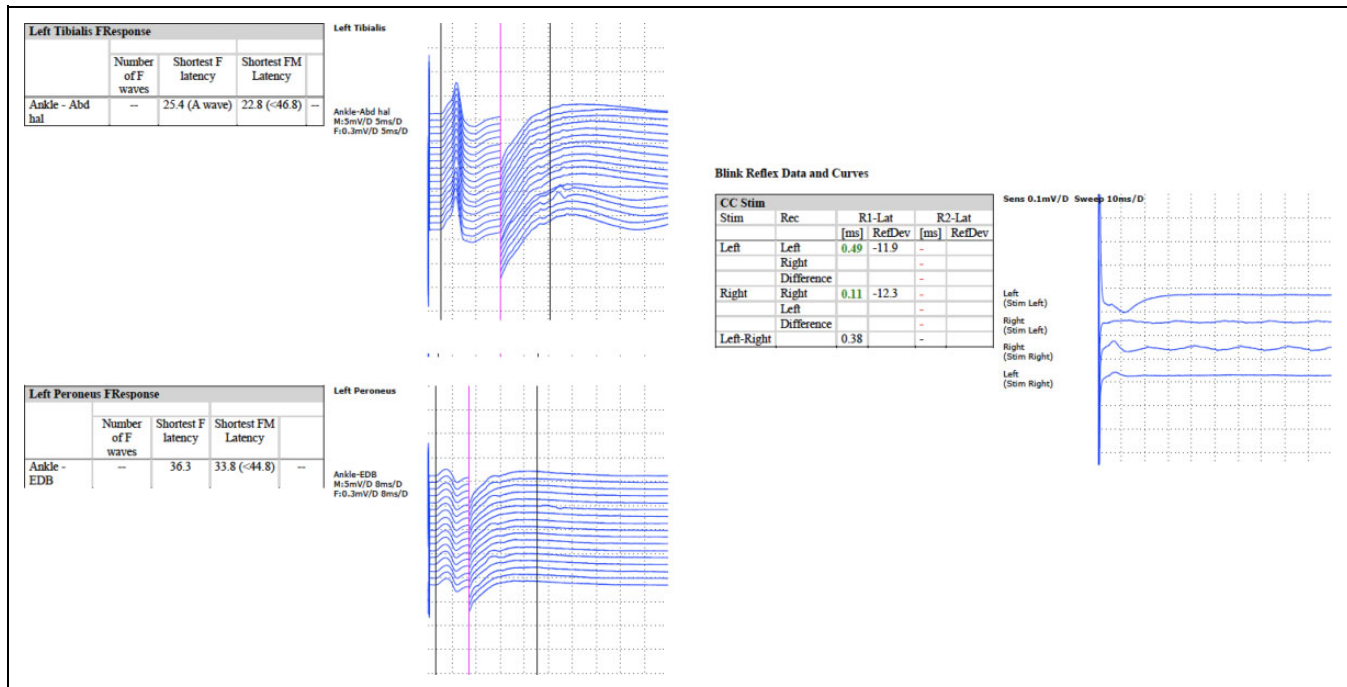 Left Tibialis FResponse
Number of F waves Shortest F latency Shortest FM Latency
Ankle - Abd hal -- 25.4 (A wave) 22.8 (<46.8) --
Left Tibialis
Ankle-Abd hal
M:5mV/D 5ms/D
F:0.3mV/D 5ms/D
Left Peroneus FResponse
Number of F waves Shortest F latency Shortest FM Latency
Ankle - EDB -- 36.3 33.8 (<44.8) --
Left Peroneus
Ankle-EDB
M:5mV/D 8ms/D
F:0.3mV/D 8ms/D
Blink Reflex Data and Curves
CC Stim
Stim Rec R1-Lat R2-Lat
[ms] RefDev [ms] RefDev
Left Left 0.49 -11.9 -
Right -
Difference -
Right Right 0.11 -12.3 -
Left -
Difference -
Left-Right 0.38 -
Sens 0.1mV/D Sweep 10ms/D
Left
(Stim Left)
Right
(Stim Left)
Right
(Stim Right)
Left
(Stim Right)